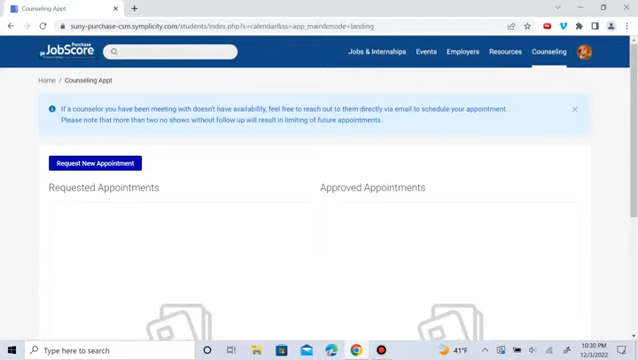 Counseling Appt
suny-purchase-csm.symplicity.com/students/index.php?s=calendar&ss=app_main&mode=landing
Purchase
JobScore
Jobs & Internships Events Employers Resources Counseling
Home / Counseling Appt
If a counselor you have been meeting with doesn't have availability, feel free to reach out to them directly via email to schedule your appointment.
Please note that more than two no shows without follow up will result in limiting of future appointments.
Request New Appointment
Requested Appointments
Approved Appointments
Type here to search
41°F
10:30 PM
12/3/2022